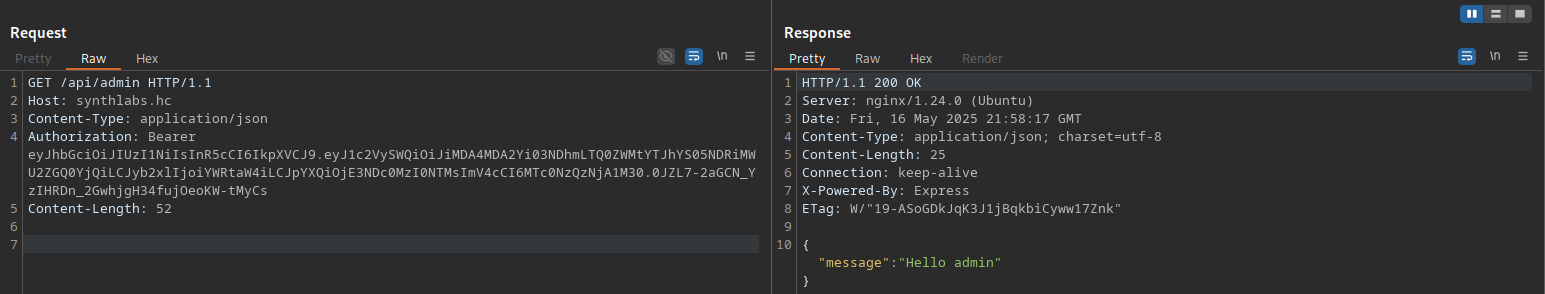 Request
Pretty Raw Hex
\n
1 GET /api/admin HTTP/1.1
2 Host: synthlabs.hc
3 Content-Type: application/json
4 Authorization: Bearer
eyJhbGciOiJIUzI1NiIsInR5cCI6IkpXVCJ9.eyJ1c2VySWQiOiJiMDA4MDA2Yi03NDhmLTQ0ZWMtYTJhYS05NDRiMW
U2ZGQ0YjQiLCJyb2xlIjoiYWRtaW4iLCJpYXQiOjE3NDc0MzI0NTMsImV4cCI6MTc0NzQzNjA1M30.0JZL7-2aGCN_Y
zIHRDn_2GwhjgH34fujOeoKW-tMyCs
5 Content-Length: 52
6
7
Response
Pretty Raw Hex Render
\n
1 HTTP/1.1 200 OK
2 Server: nginx/1.24.0 (Ubuntu)
3 Date: Fri, 16 May 2025 21:58:17 GMT
4 Content-Type: application/json; charset=utf-8
5 Content-Length: 25
6 Connection: keep-alive
7 X-Powered-By: Express
8 ETag: W/"19-ASoGDkJqK3J1jBqkbiCyww17Znk"
9
10 {
"message":"Hello admin"
}